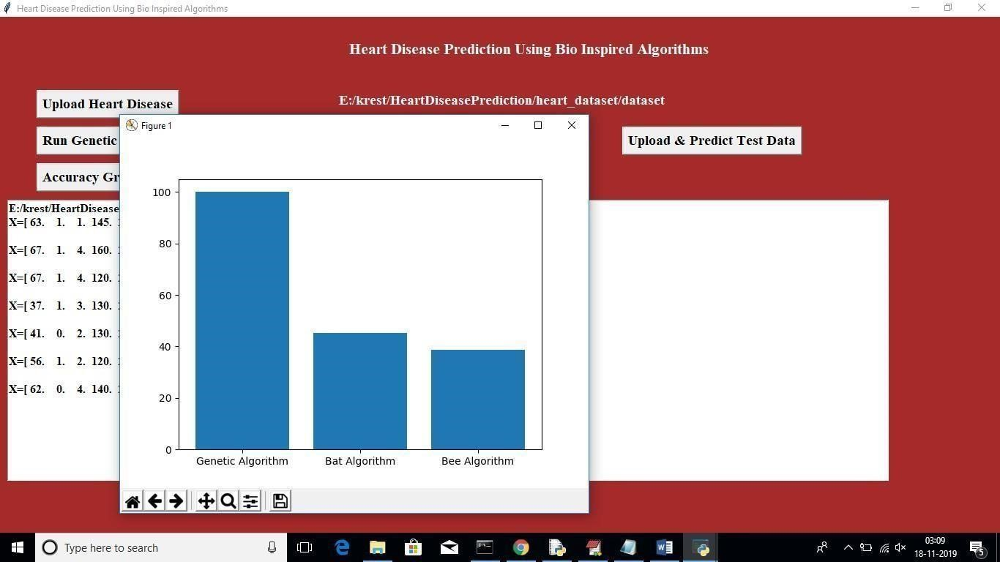 Heart Disease Prediction Using Bio Inspired Algorithms
Heart Disease Prediction Using Bio Inspired Algorithms
Upload Heart Disease
E:/krest/HeartDiseasePrediction/heart_dataset/dataset
Figure 1
Run Genetic
Upload & Predict Test Data
Accuracy Gr
E:/krest/HeartDisease
X=[ 63. 1. 1. 145.
X=[ 67. 1. 4. 160.
X=[ 67. 1. 4. 120.
X=[ 37. 1. 3. 130.
X=[ 41. 0. 2. 130.
X=[ 56. 1. 2. 120.
X=[ 62. 0. 4. 140.
100
80
60
40
20
0
Genetic Algorithm Bat Algorithm Bee Algorithm
Type here to search
03:09
18-11-2019
5